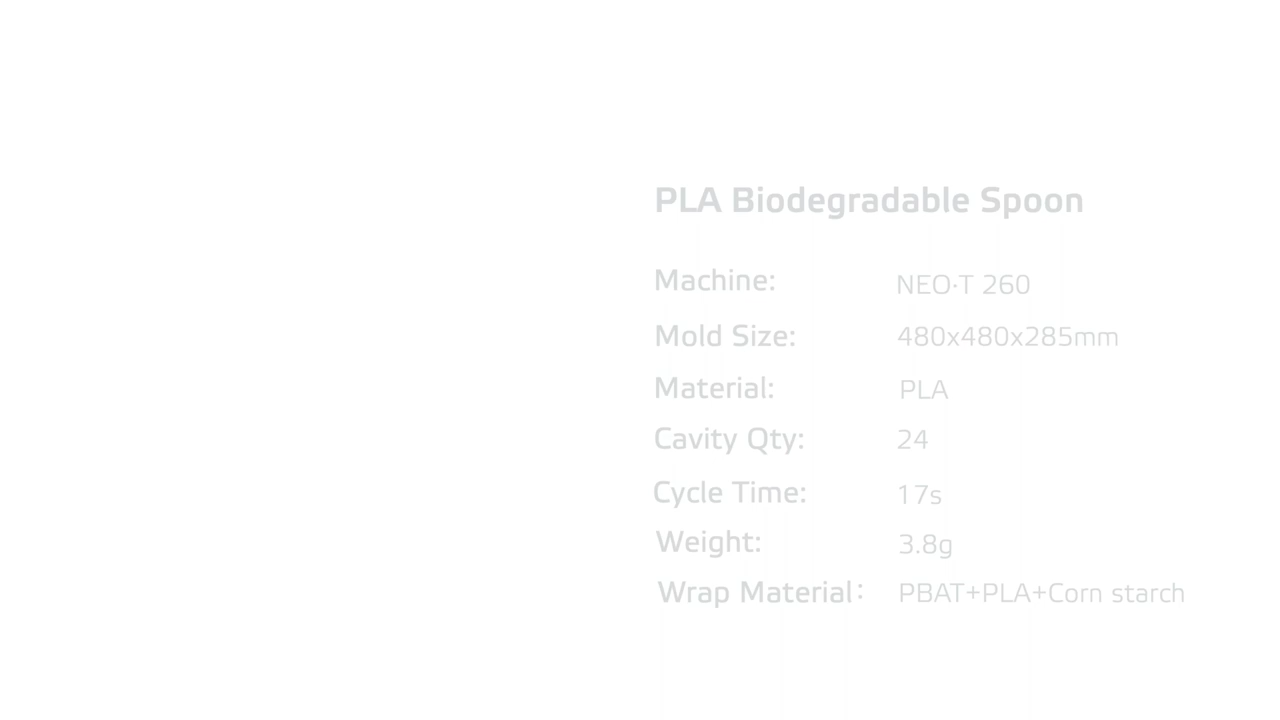 PLA Biodegradable Spoon
Machine: NEO·T 260
Mold Size: 480x480x285mm
Material: PLA
Cavity Qty: 24
Cycle Time: 17s
Weight: 3.8g
Wrap Material: PBAT+PLA+Corn starch